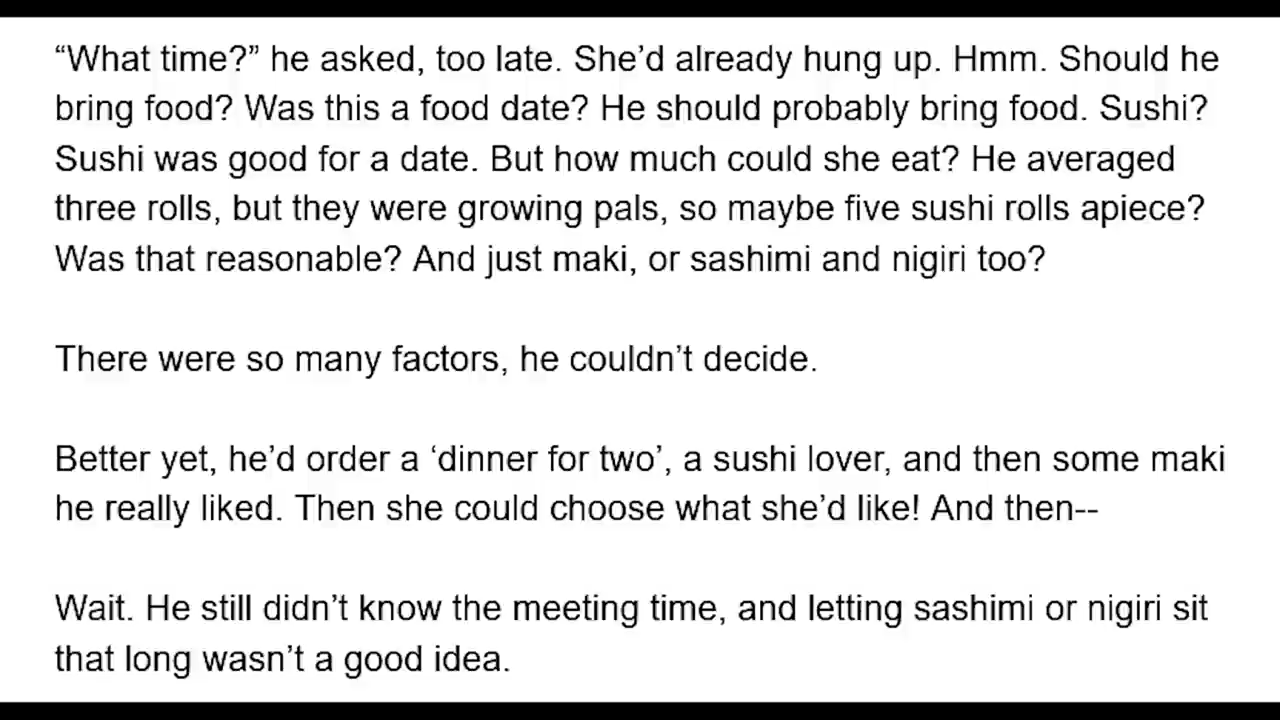 “What time?” he asked, too late. She’d already hung up. Hmm. Should he
bring food? Was this a food date? He should probably bring food. Sushi?
Sushi was good for a date. But how much could she eat? He averaged
three rolls, but they were growing pals, so maybe five sushi rolls apiece?
Was that reasonable? And just maki, or sashimi and nigiri too?
There were so many factors, he couldn’t decide.
Better yet, he’d order a ‘dinner for two’, a sushi lover, and then some maki
he really liked. Then she could choose what she’d like! And then--
Wait. He still didn’t know the meeting time, and letting sashimi or nigiri sit
that long wasn’t a good idea.